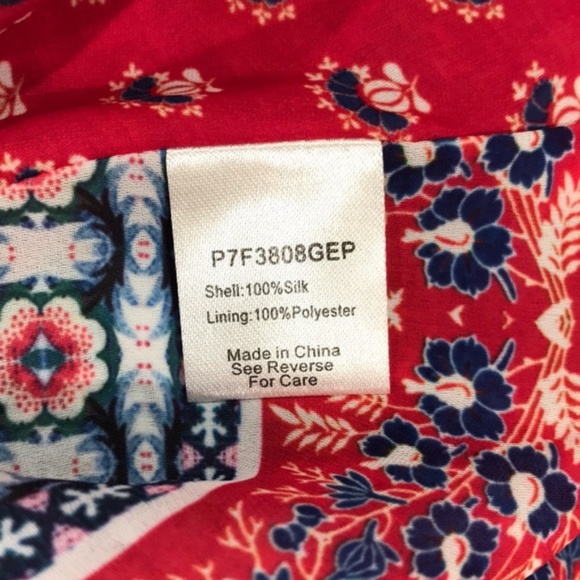 P7F3808GEP
Shell:100%Silk
Lining:100%Polyester
Made in China
See Reverse
For Care